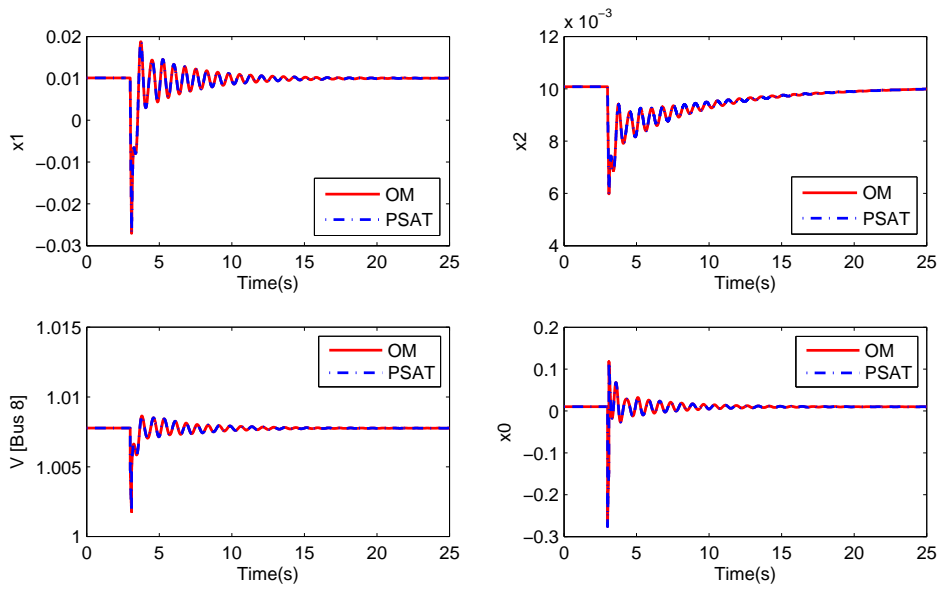 0.02
0.01
0
−0.01
−0.02
−0.03
x1
OM
PSAT
0 5 10 15 20 25
Time(s)
x 10⁻³
12
10
8
6
4
x2
OM
PSAT
0 5 10 15 20 25
Time(s)
1.015
1.01
1.005
1
V [Bus 8]
OM
PSAT
0 5 10 15 20 25
Time(s)
0.2
0.1
0
−0.1
−0.2
−0.3
x0
OM
PSAT
0 5 10 15 20 25
Time(s)